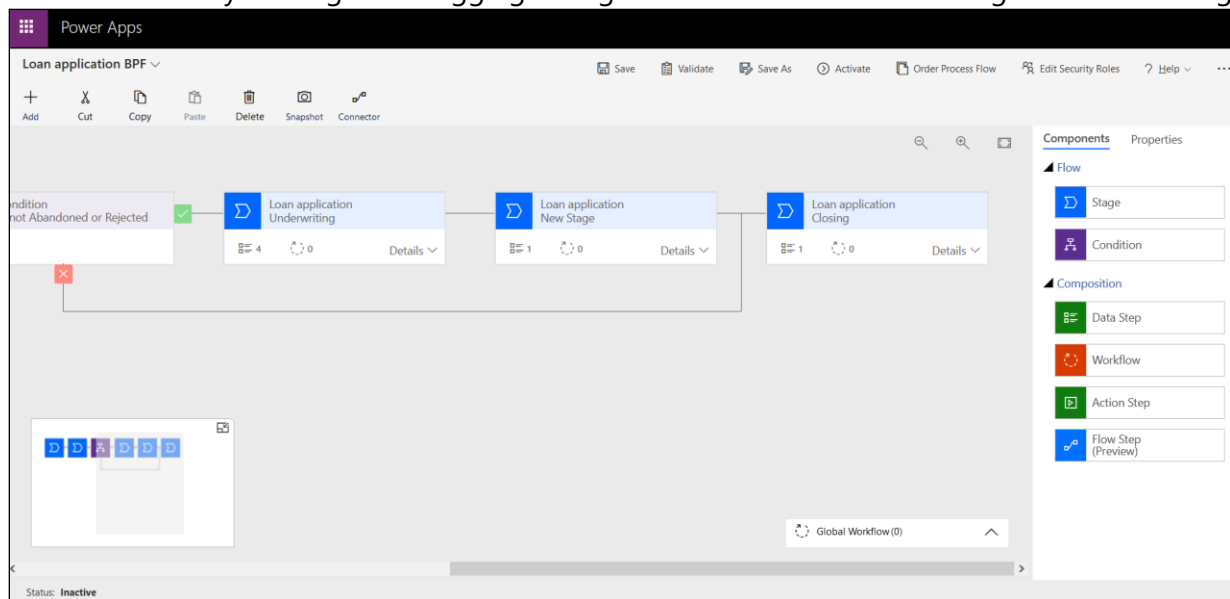 Power Apps
Loan application BPF
Save Validate Save As Activate Order Process Flow Edit Security Roles ? Help ...
Add Cut Copy Paste Delete Snapshot Connector
Components Properties
Flow
Stage
Condition
Composition
Data Step
Workflow
Action Step
Flow Step
(Preview)
ndition
not Abandoned or Rejected
Loan application
Underwriting
4 0 Details
Loan application
New Stage
1 0 Details
Loan application
Closing
1 0 Details
Global Workflow (0)
Status: Inactive